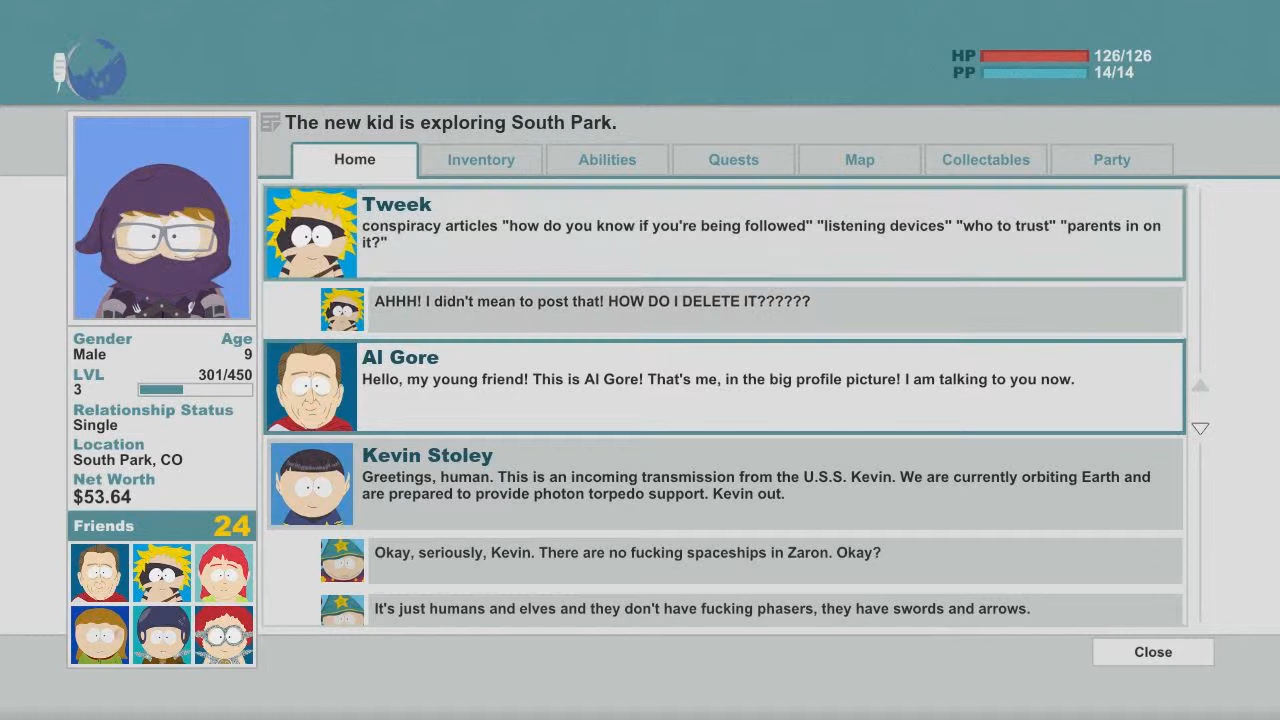 HP 126/126
PP 14/14
The new kid is exploring South Park.
Home Inventory Abilities Quests Map Collectables Party
Tweek
conspiracy articles "how do you know if you're being followed" "listening devices" "who to trust" "parents in on
it?"
AHHH! I didn't mean to post that! HOW DO I DELETE IT??????
Al Gore
Hello, my young friend! This is Al Gore! That's me, in the big profile picture! I am talking to you now.
Kevin Stoley
Greetings, human. This is an incoming transmission from the U.S.S. Kevin. We are currently orbiting Earth and
are prepared to provide photon torpedo support. Kevin out.
Okay, seriously, Kevin. There are no fucking spaceships in Zaron. Okay?
It's just humans and elves and they don't have fucking phasers, they have swords and arrows.
Gender Age
Male 9
LVL 301/450
3
Relationship Status
Single
Location
South Park, CO
Net Worth
$53.64
Friends 24
Close